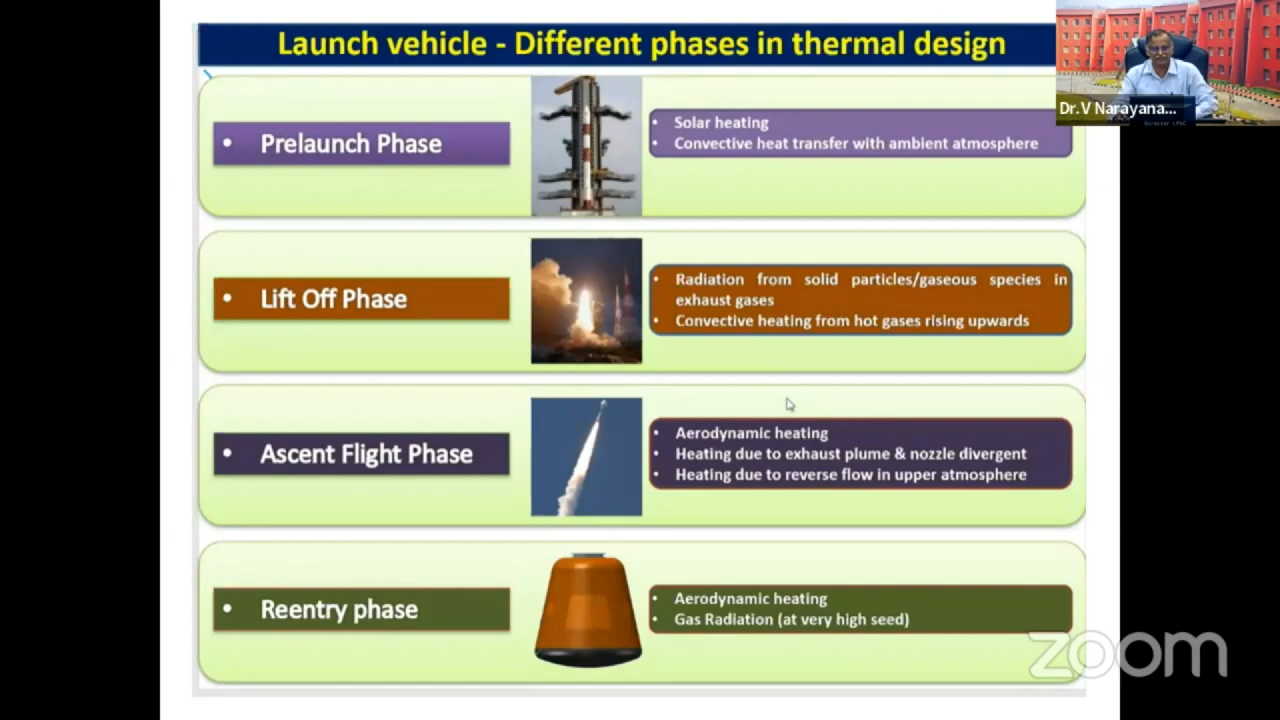 Launch vehicle - Different phases in thermal design
Dr.V Narayana...
• Prelaunch Phase
• Solar heating
• Convective heat transfer with ambient atmosphere
• Lift Off Phase
• Radiation from solid particles/gaseous species in
exhaust gases
• Convective heating from hot gases rising upwards
• Ascent Flight Phase
• Aerodynamic heating
• Heating due to exhaust plume & nozzle divergent
• Heating due to reverse flow in upper atmosphere
• Reentry phase
• Aerodynamic heating
• Gas Radiation (at very high seed)
zoom